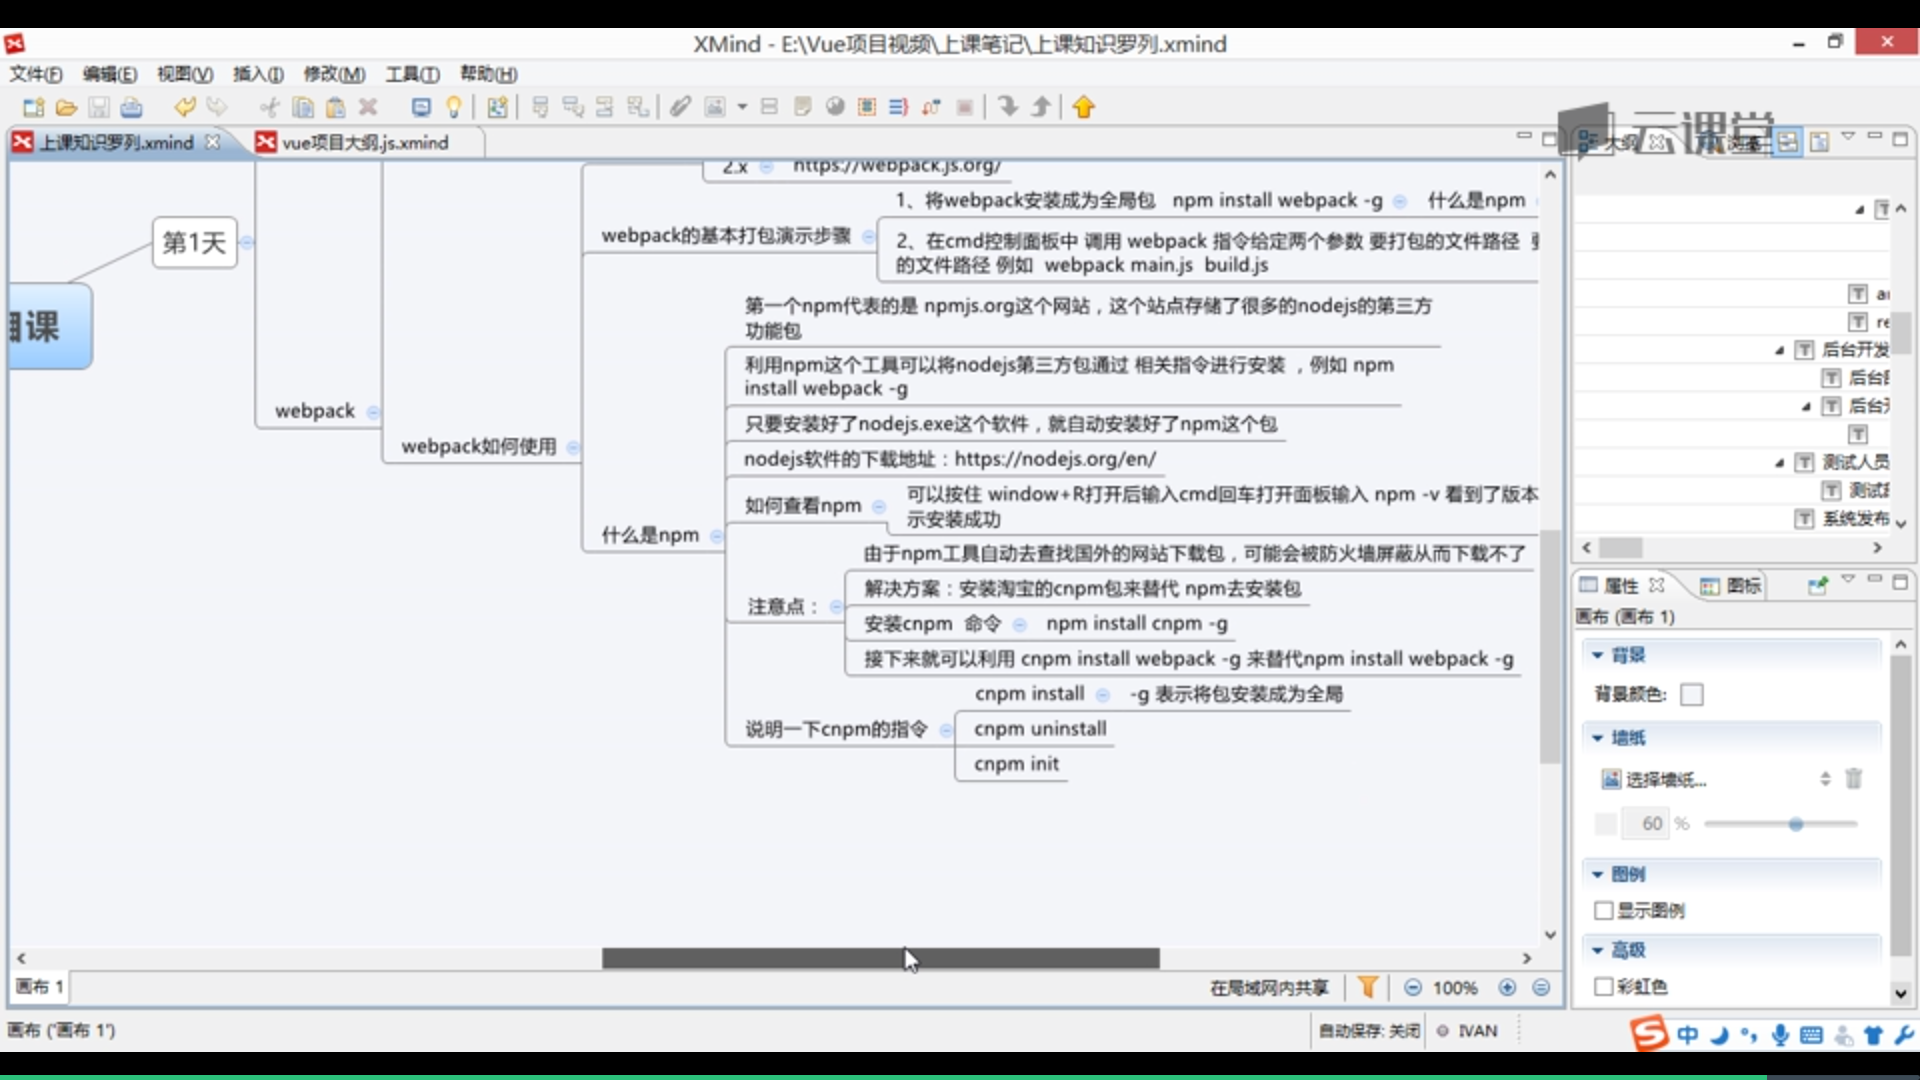 XMind - E:\Vue项目视频\上课笔记\上课知识罗列.xmind
文件(F) 编辑(E) 视图(V) 插入(I) 修改(M) 工具(T) 帮助(H)
云课堂
上课知识罗列.xmind
vue项目大纲.js.xmind
大纲
2.x
https://webpack.js.org/
1、将webpack安装成为全局包 npm install webpack -g
什么是npm
第1天
webpack的基本打包演示步骤
2、在cmd控制面板中 调用 webpack 指令给定两个参数 要打包的文件路径
的文件路径 例如 webpack main.js build.js
第一个npm代表的是 npmjs.org这个网站，这个站点存储了很多的nodejs的第三方
功能包
课
利用npm这个工具可以将nodejs第三方包通过 相关指令进行安装 ，例如 npm
install webpack -g
webpack
只要安装好了nodejs.exe这个软件，就自动安装好了npm这个包
webpack如何使用
nodejs软件的下载地址：https://nodejs.org/en/
如何查看npm
可以按住 window+R打开后输入cmd回车打开面板输入 npm -v 看到了版本
示安装成功
什么是npm
由于npm工具自动去查找国外的网站下载包，可能会被防火墙屏蔽从而下载不了
注意点：
解决方案：安装淘宝的cnpm包来替代 npm去安装包
安装cnpm 命令
npm install cnpm -g
接下来就可以利用 cnpm install webpack -g 来替代npm install webpack -g
说明一下cnpm的指令
cnpm install
-g 表示将包安装成为全局
cnpm uninstall
cnpm init
后台开发
后台
后台
测试人员
测试
系统发布
属性
图标
画布 (画布 1)
背景
背景颜色:
墙纸
选择墙纸...
60 %
图例
显示图例
高级
彩虹色
画布 1
在局域网内共享
100%
画布 ('画布 1')
自动保存: 关闭
IVAN
中